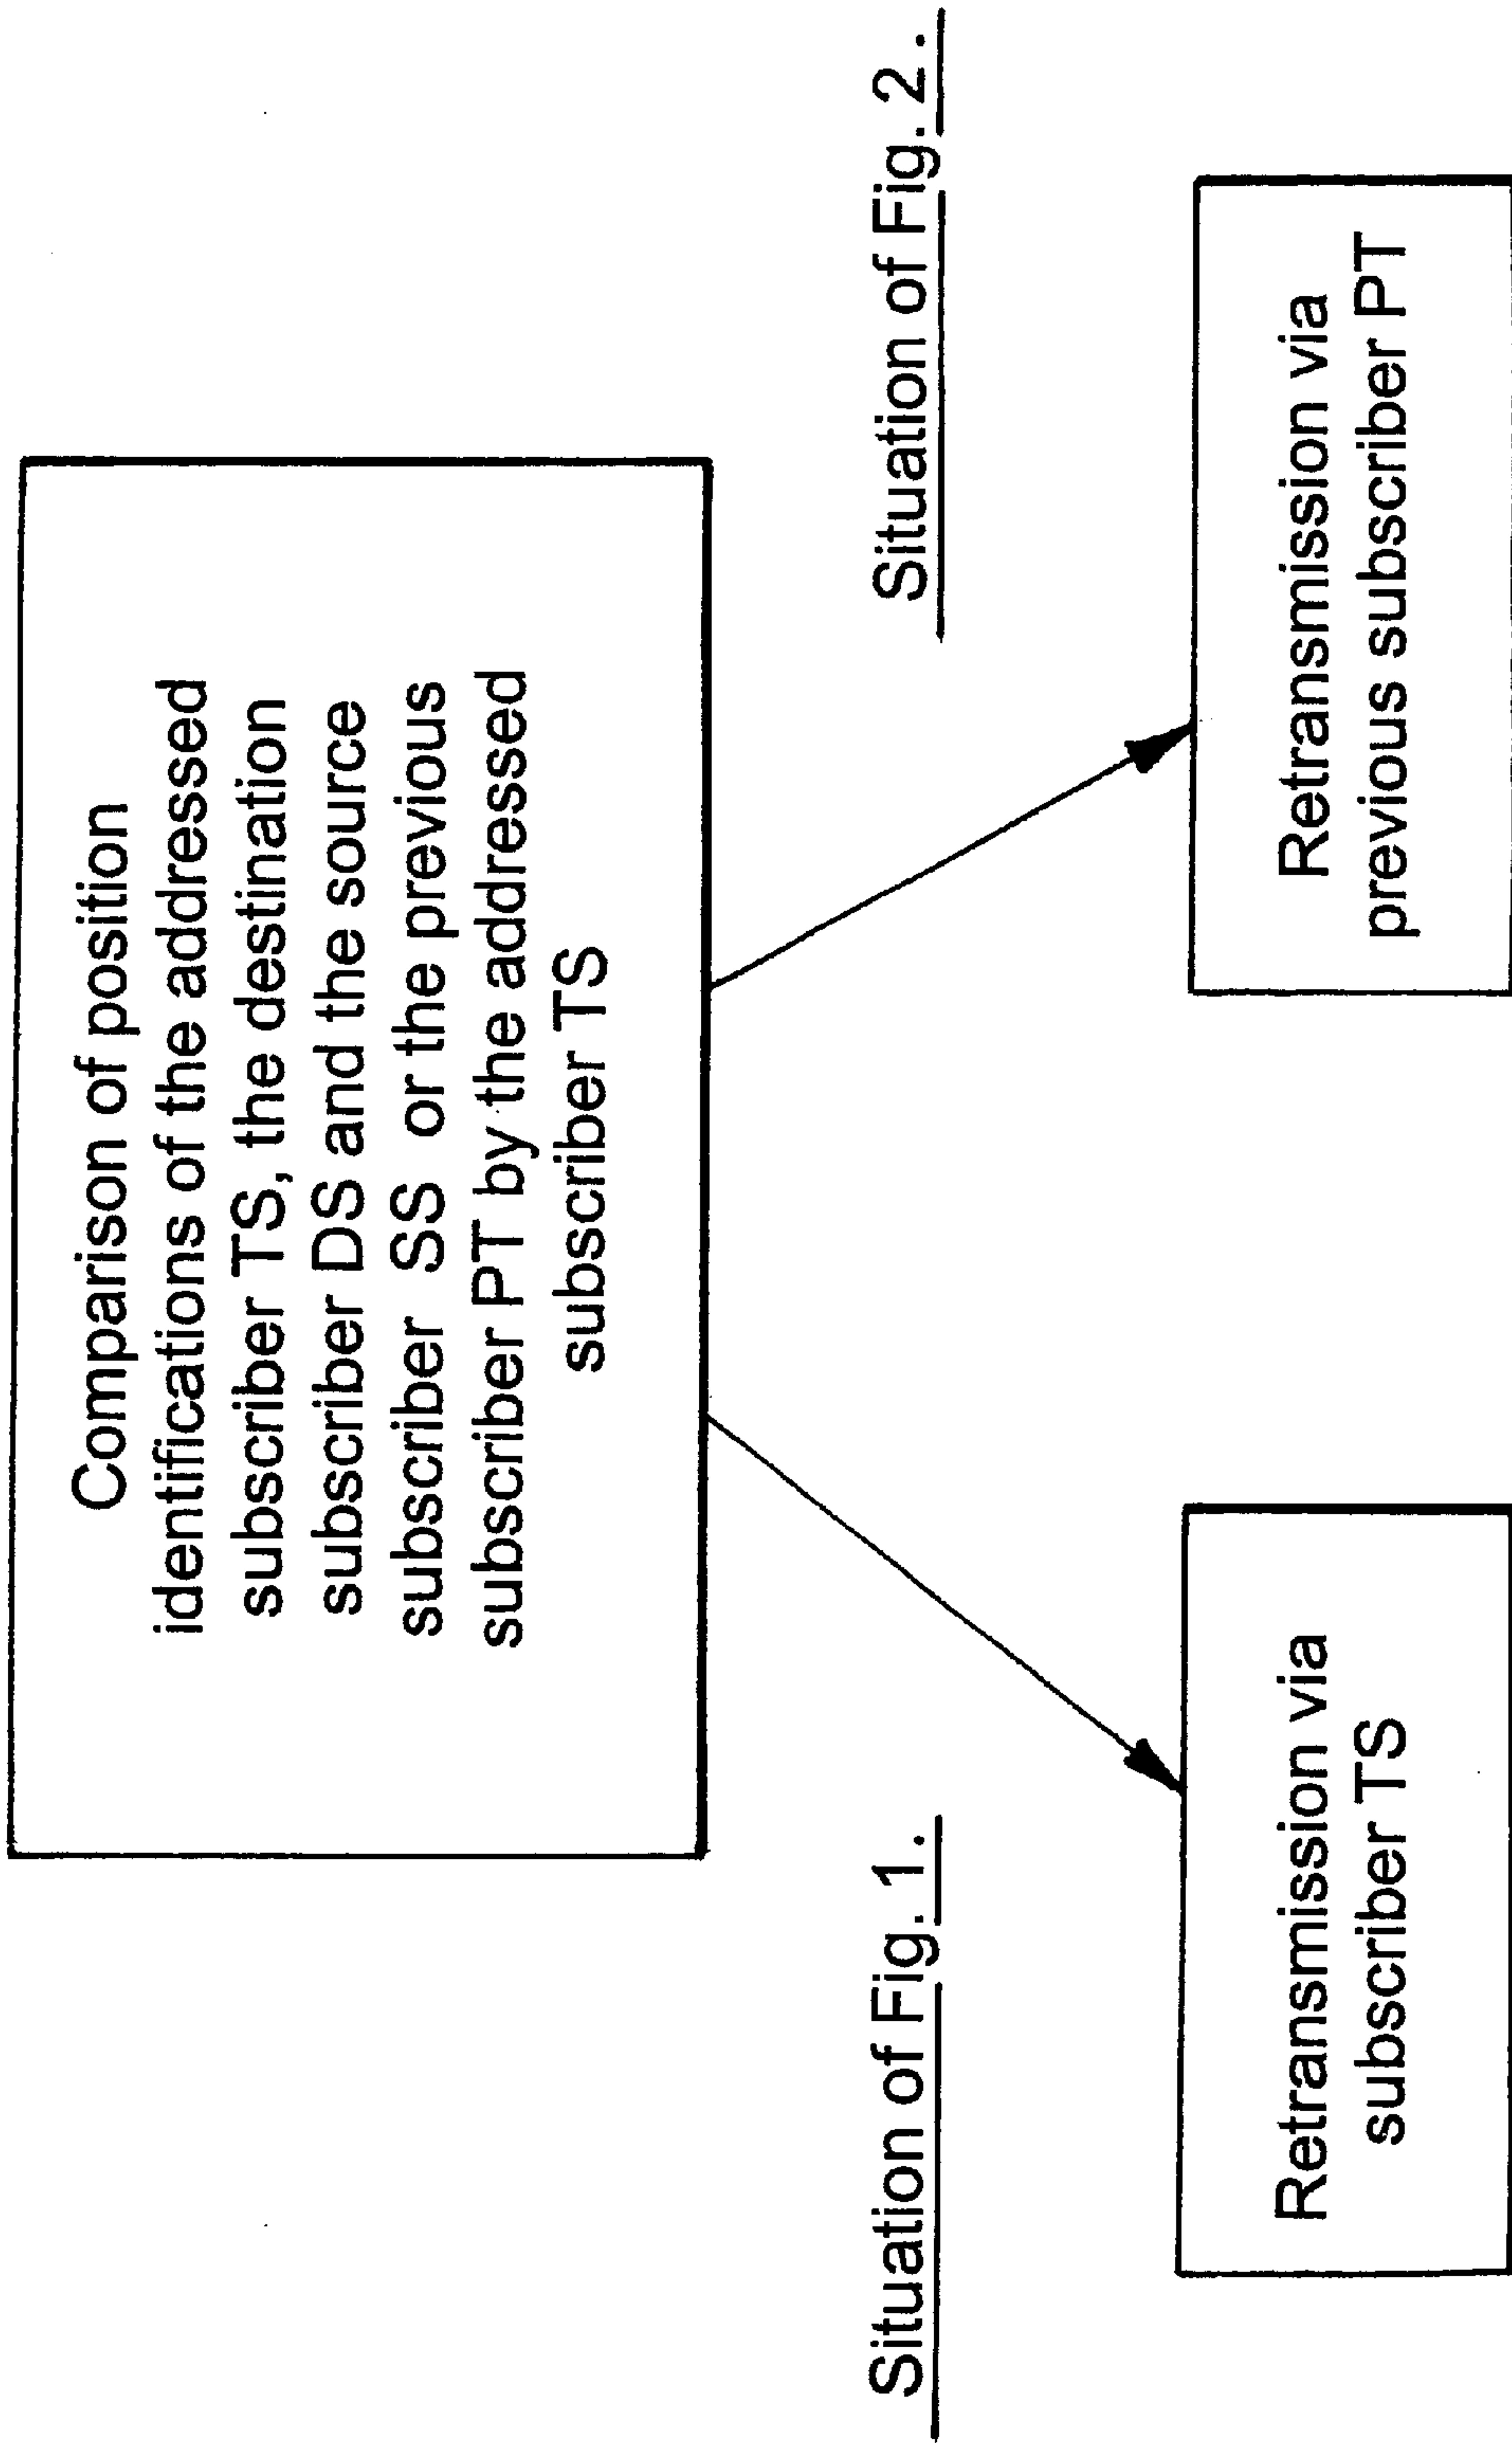 Comparison of position
identifications of the addressed
subscriber TS, the destination
subscriber DS and the source
subscriber SS or the previous
subscriber PT by the addressed
subscriber TS
Situation of Fig. 1.
Situation of Fig. 2.
Retransmission via
subscriber TS
Retransmission via
previous subscriber PT